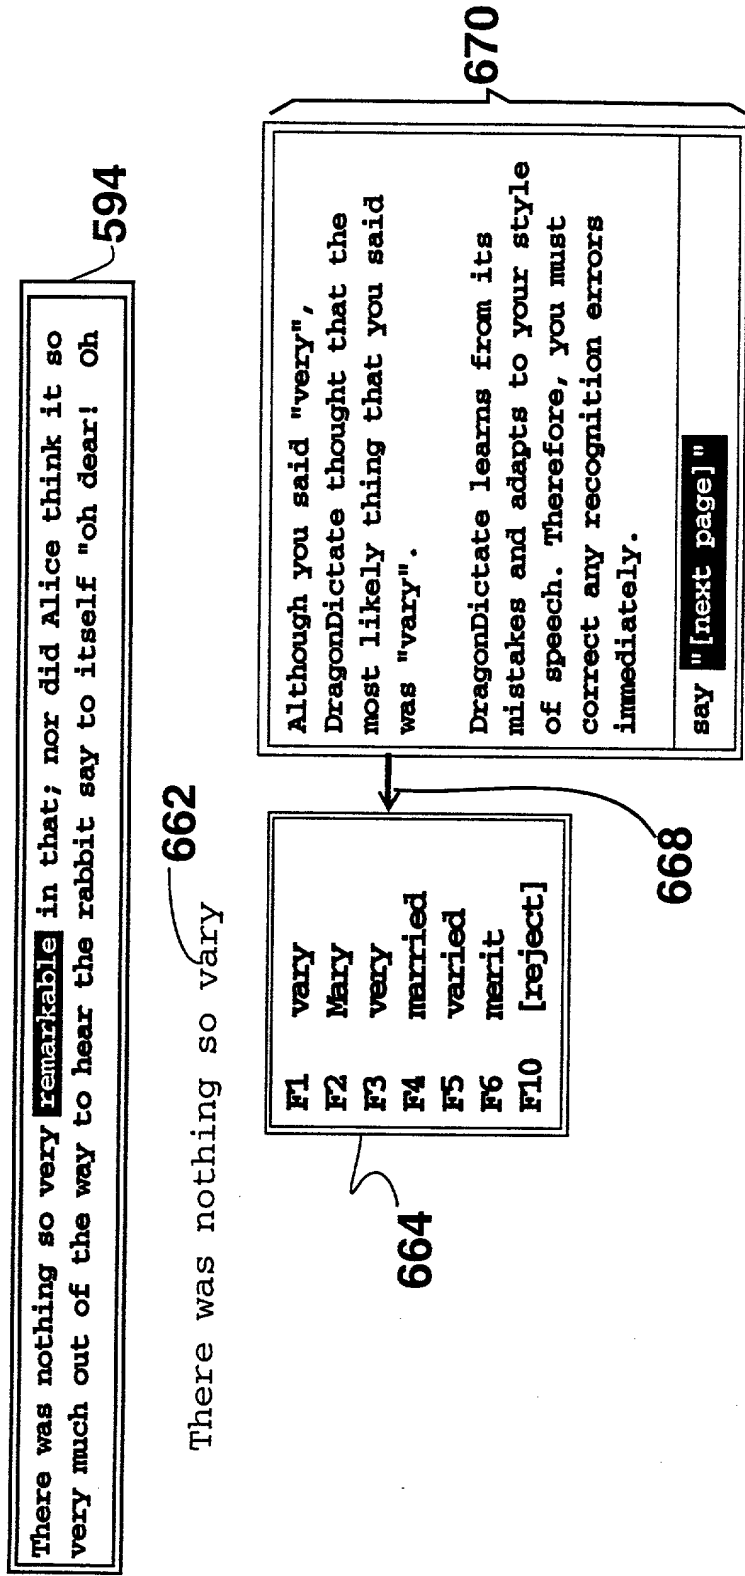 There was nothing so very remarkable in that; nor did Alice think it so
very much out of the way to hear the rabbit say to itself "oh dear!  Oh
594
There was nothing so vary
662
F1 vary
F2 Mary
F3 very
F4 married
F5 varied
F6 merit
F10 [reject]
664
668
Although you said "very",
DragonDictate thought that the
most likely thing that you said
was "vary".
DragonDictate learns from its
mistakes and adapts to your style
of speech. Therefore, you must
correct any recognition errors
immediately.
say "[next page]"
670